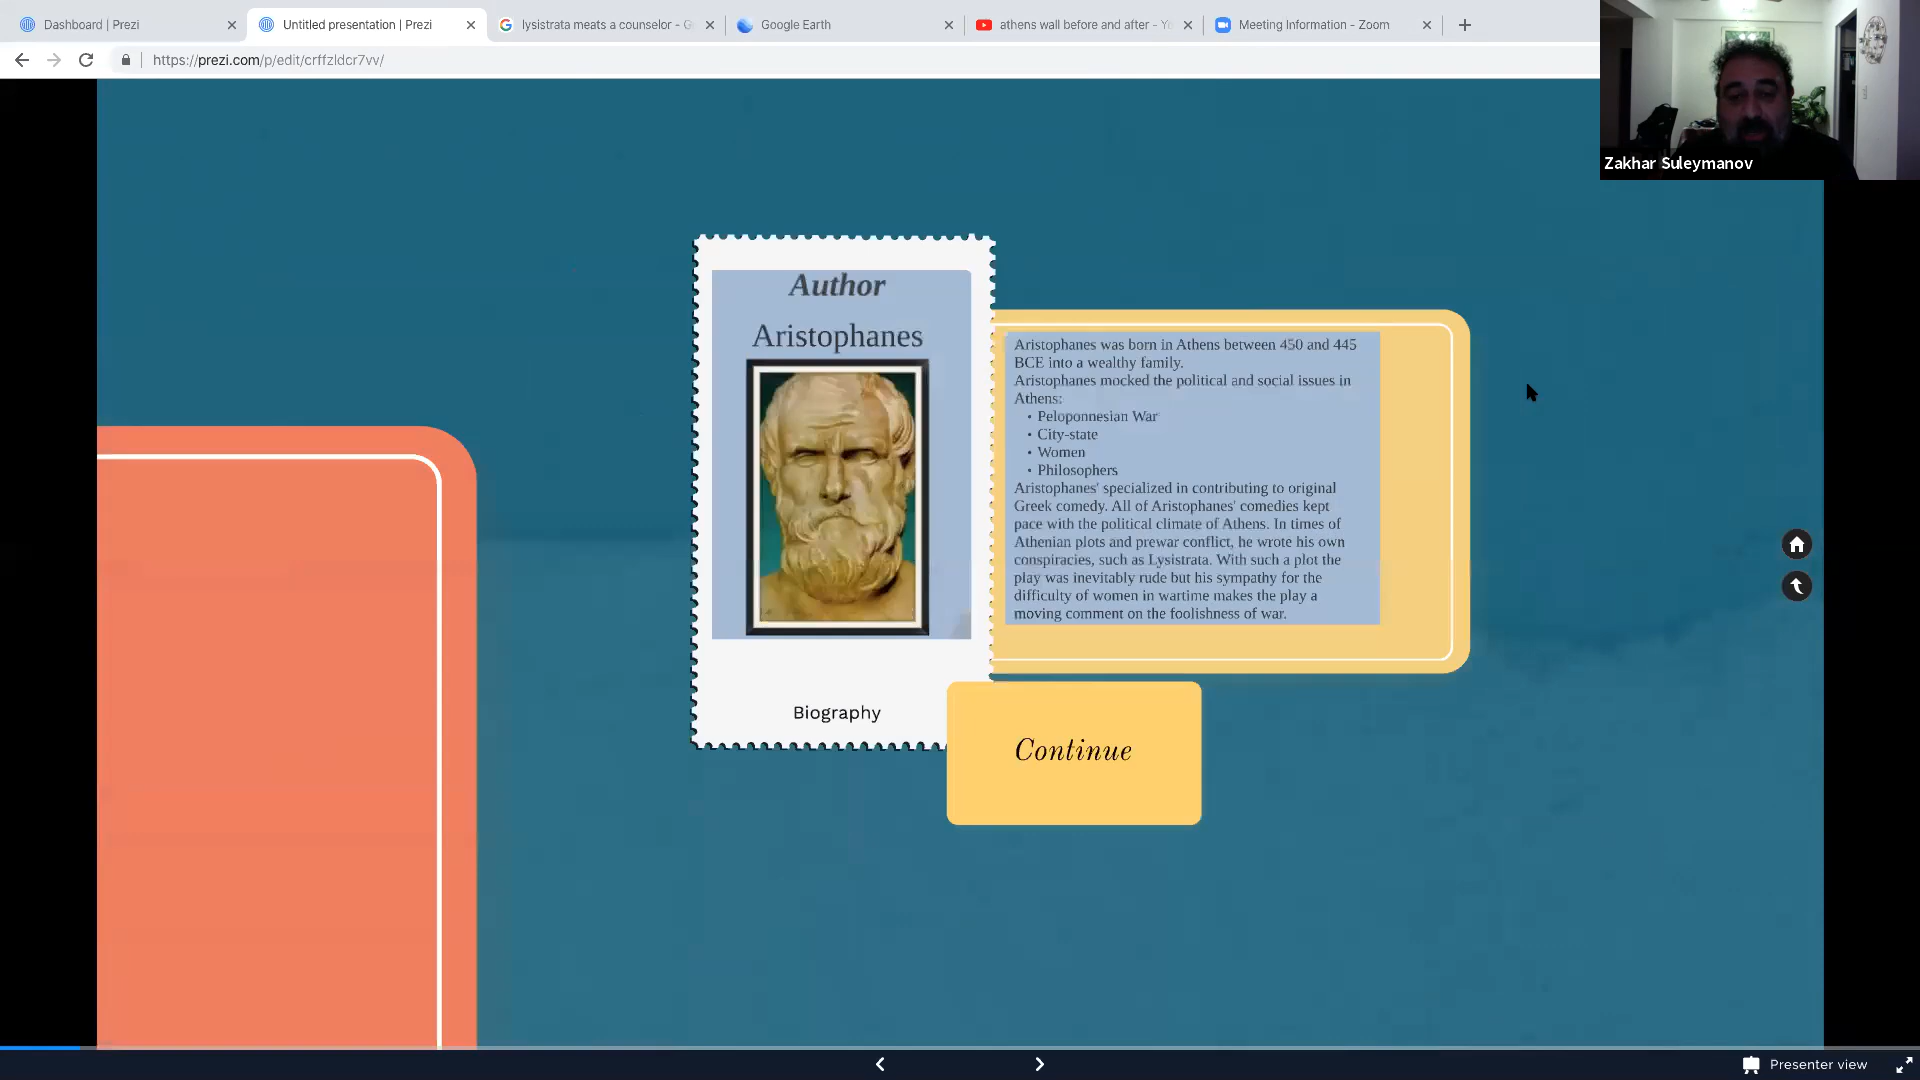 Dashboard | Prezi
Untitled presentation | Prezi
lysistrata meats a counselor - G
Google Earth
athens wall before and after - Yo
Meeting Information - Zoom
https://prezi.com/p/edit/crffzldcr7vv/
Zakhar Suleymanov
Author
Aristophanes
Biography
Aristophanes was born in Athens between 450 and 445
BCE into a wealthy family.
Aristophanes mocked the political and social issues in
Athens:
• Peloponnesian War
• City-state
• Women
• Philosophers
Aristophanes' specialized in contributing to original
Greek comedy. All of Aristophanes' comedies kept
pace with the political climate of Athens. In times of
Athenian plots and prewar conflict, he wrote his own
conspiracies, such as Lysistrata. With such a plot the
play was inevitably rude but his sympathy for the
difficulty of women in wartime makes the play a
moving comment on the foolishness of war.
Continue
Presenter view